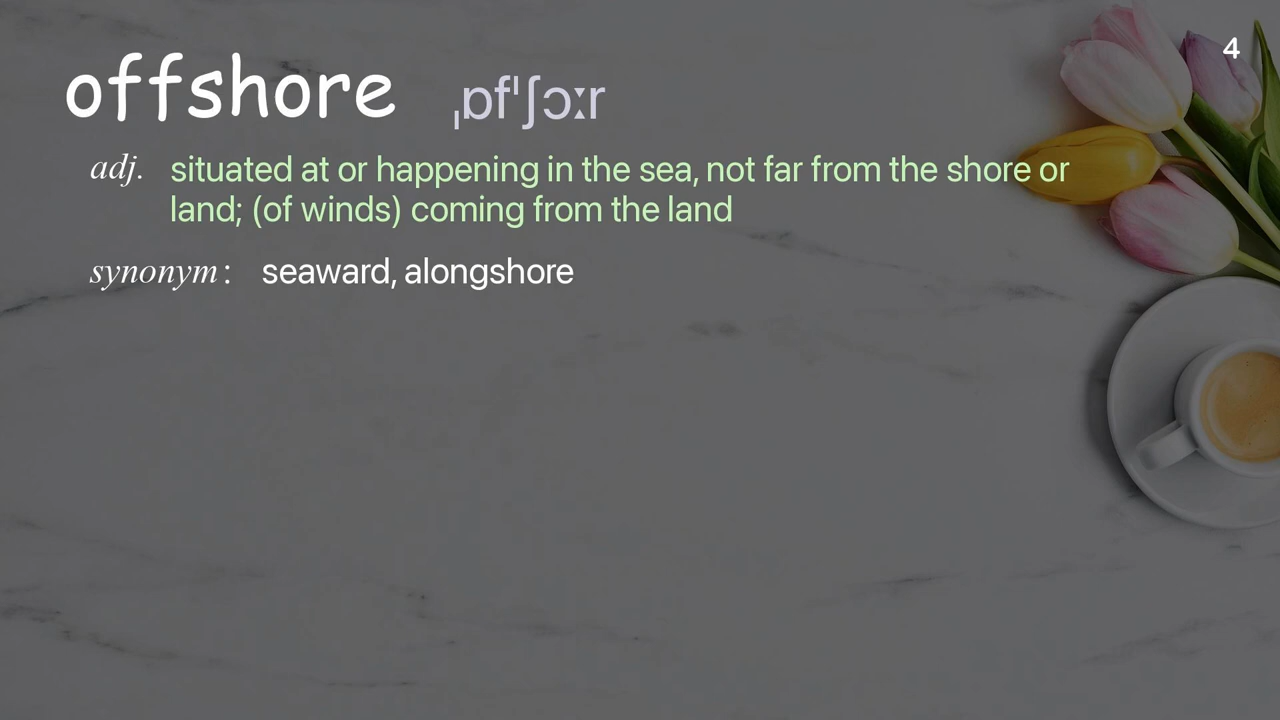 4
offshore ˌɒfˈʃɔːr
adj. situated at or happening in the sea, not far from the shore or
land; (of winds) coming from the land
synonym : seaward, alongshore